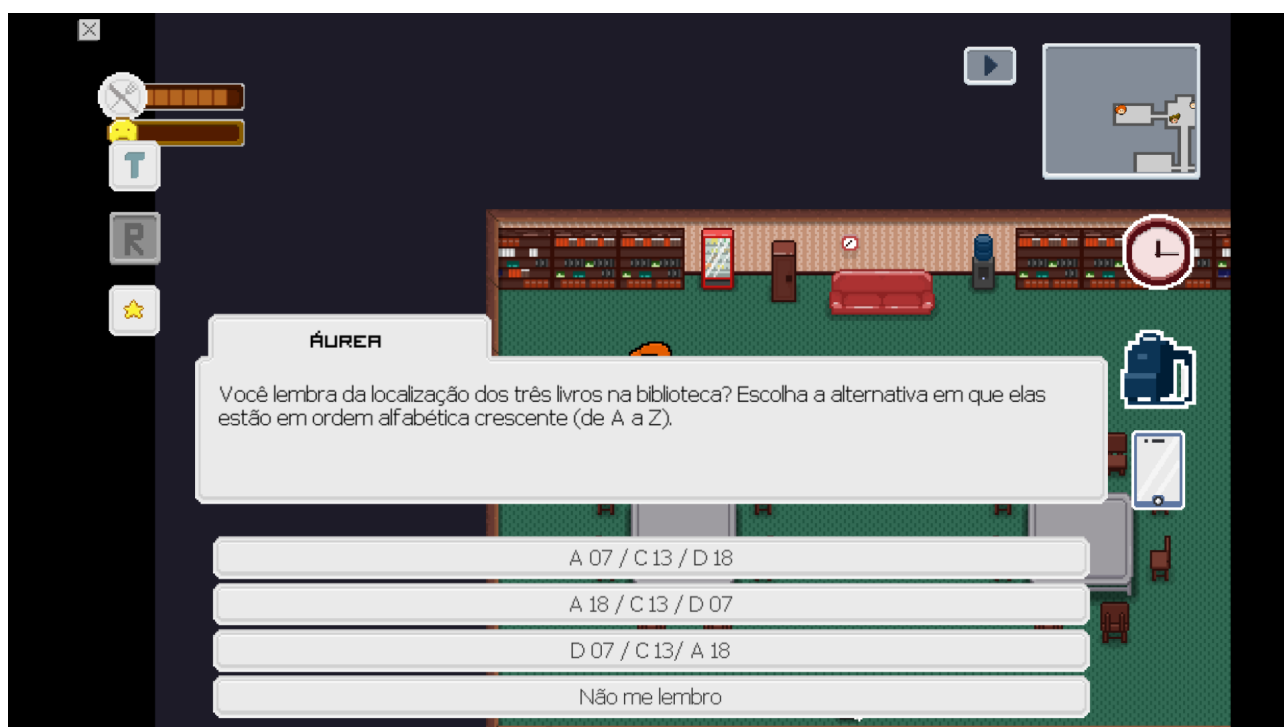 T
R
ÁUREA
Você lembra da localização dos três livros na biblioteca? Escolha a alternativa em que elas
estão em ordem alfabética crescente (de A a Z).
A 07 / C 13 / D 18
A 18 / C 13 / D 07
D 07 / C 13/ A 18
Não me lembro